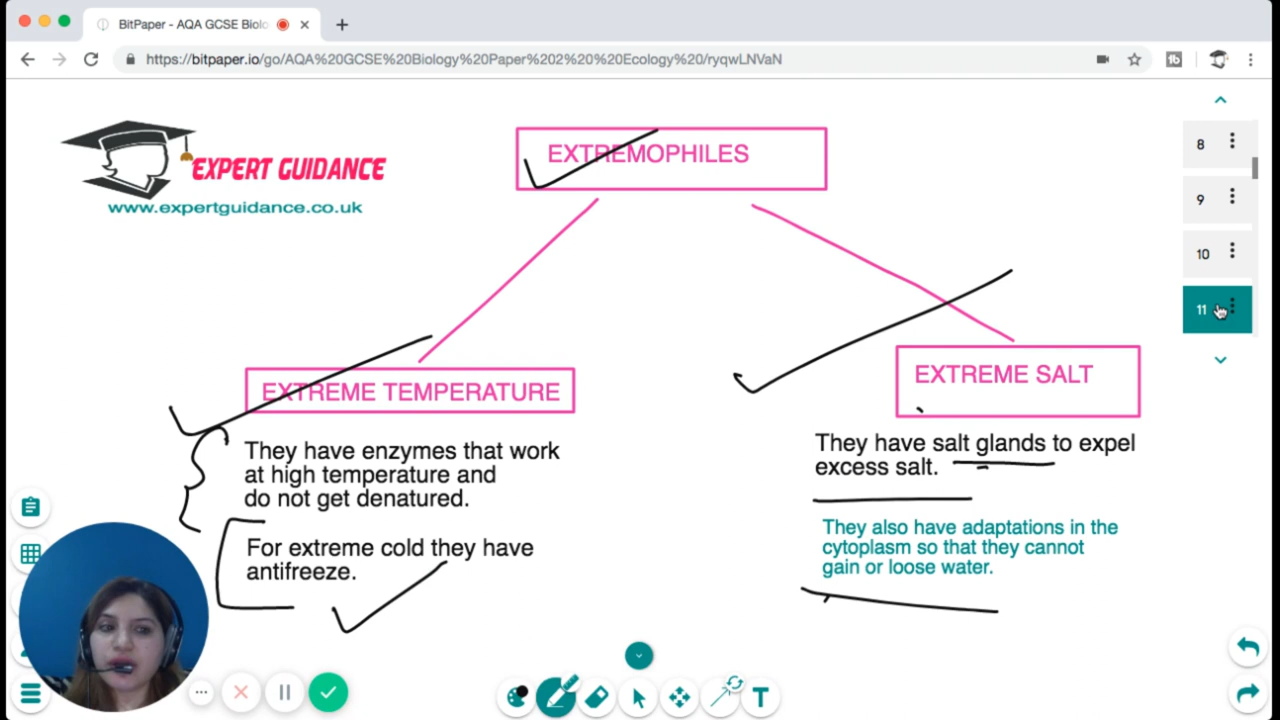 BitPaper - AQA GCSE Biolo
https://bitpaper.io/go/AQA%20GCSE%20Biology%20Paper%202%20%20Ecology%20/ryqwLNVaN
EXPERT GUIDANCE
www.expertguidance.co.uk
EXTREMOPHILES
8
9
10
11
EXTREME TEMPERATURE
They have enzymes that work
at high temperature and
do not get denatured.
For extreme cold they have
antifreeze.
EXTREME SALT
They have salt glands to expel
excess salt.
They also have adaptations in the
cytoplasm so that they cannot
gain or loose water.
T